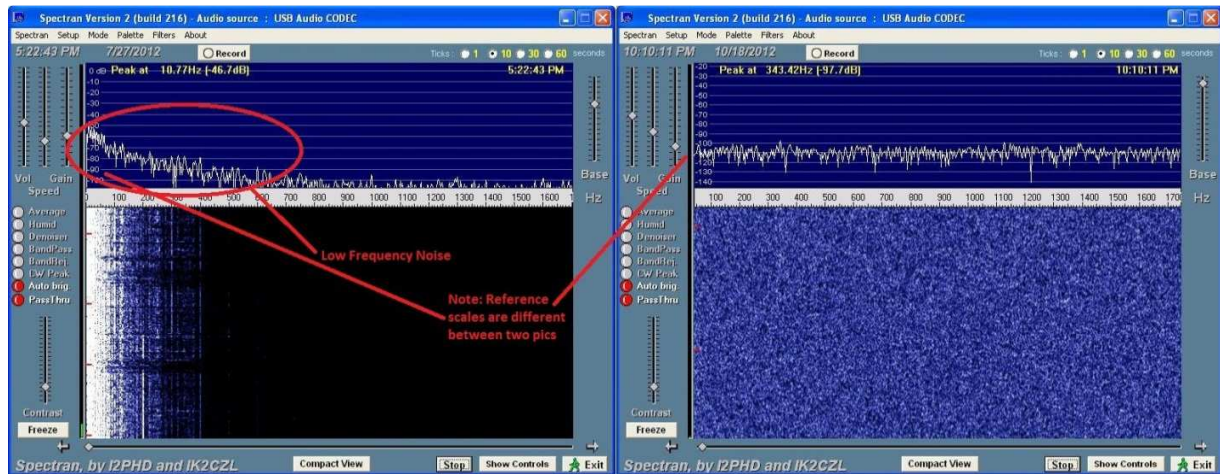 Spectran Version 2 (build 216) - Audio source : USB Audio CODEC
Spectran Setup Mode Palette Filters About
5:22:43 PM 7/27/2012 Record Ticks: 1 10 30 60 seconds
0 dB Peak at 10.77Hz [-46.7dB] 5:22:43 PM
-10
-20
-30
-40
-50
-60
-70
-80
-90
Vol Gain
Speed
Base
Hz
100 200 300 400 500 600 700 800 900 1000 1100 1200 1300 1400 1500 1600
Average
Humid
Denoiser
BandPass
BandRej.
CW Peak
Auto brig.
PassThru
Contrast
Freeze
Low Frequency Noise
Note: Reference
scales are different
between two pics
Spectran, by I2PHD and IK2CZL Compact View Stop Show Controls Exit
Spectran Version 2 (build 216) - Audio source : USB Audio CODEC
Spectran Setup Mode Palette Filters About
10:10:11 PM 10/18/2012 Record Ticks: 1 10 30 60 seconds
-20 Peak at 343.42Hz [-97.7dB] 10:10:11 PM
-30
-40
-50
-60
-70
-80
-90
-100
-110
-120
-130
-140
Vol Gain
Speed
Base
Hz
100 200 300 400 500 600 700 800 900 1000 1100 1200 1300 1400 1500 1600 1700
Average
Humid
Denoiser
BandPass
BandRej.
CW Peak
Auto brig.
PassThru
Contrast
Freeze
Spectran, by I2PHD and IK2CZL Compact View Stop Show Controls Exit